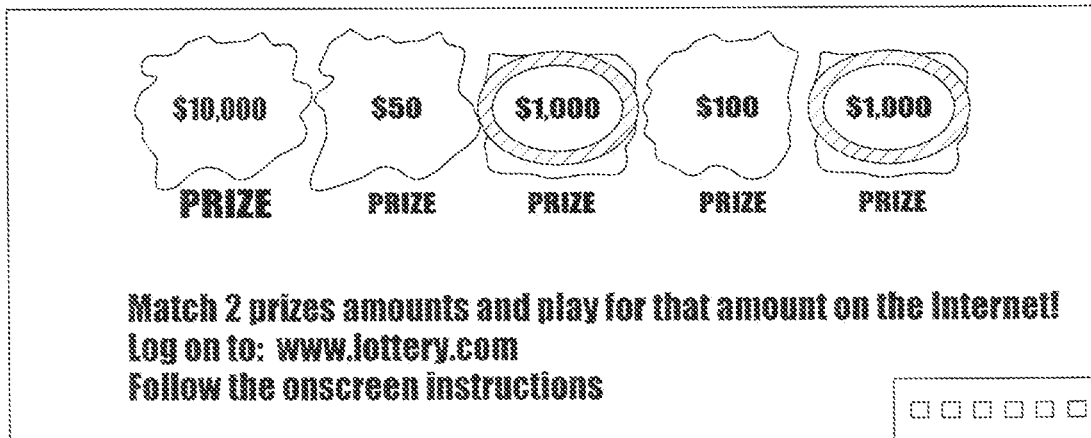 $10,000 $50 $1,000 $100 $1,000
PRIZE PRIZE PRIZE PRIZE PRIZE
Match 2 prizes amounts and play for that amount on the Internet!
Log on to: www.lottery.com
Follow the onscreen instructions